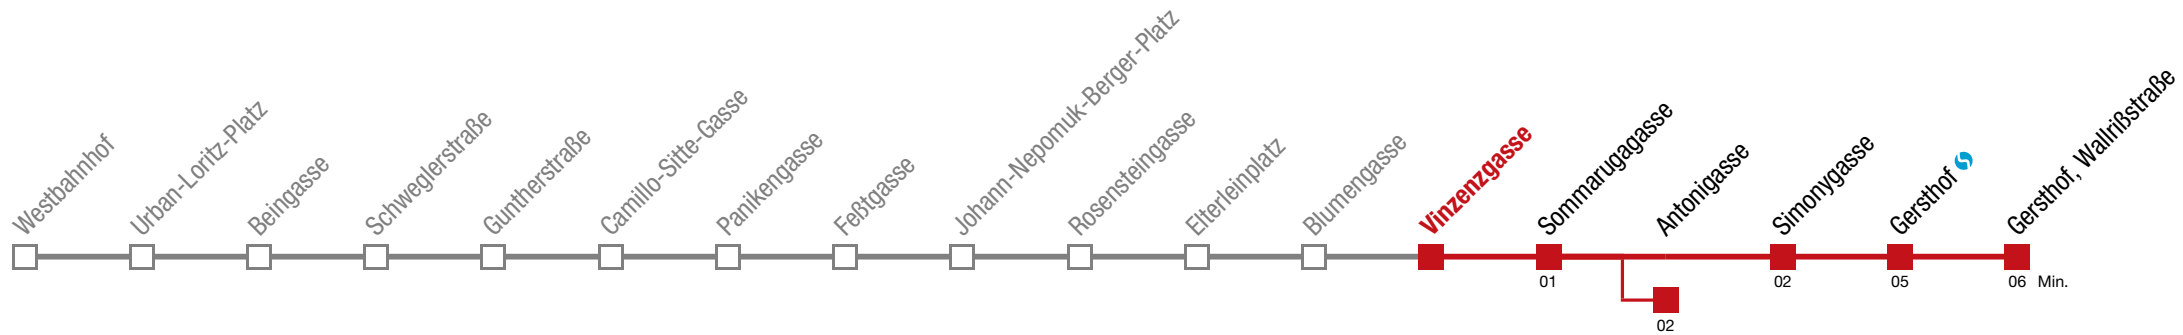 Westbahnhof
Urban-Loritz-Platz
Beingasse
Schweglerstraße
Guntherstraße
Camillo-Sitte-Gasse
Panikengasse
Feßtgasse
Johann-Nepomuk-Berger-Platz
Rosensteingasse
Elterleinplatz
Blumengasse
Vinzenzgasse
Sommarugagasse
Antonigasse
Simonygasse
Gersthof
Gersthof, Wallrißstraße
01
02
05
06 Min.
02